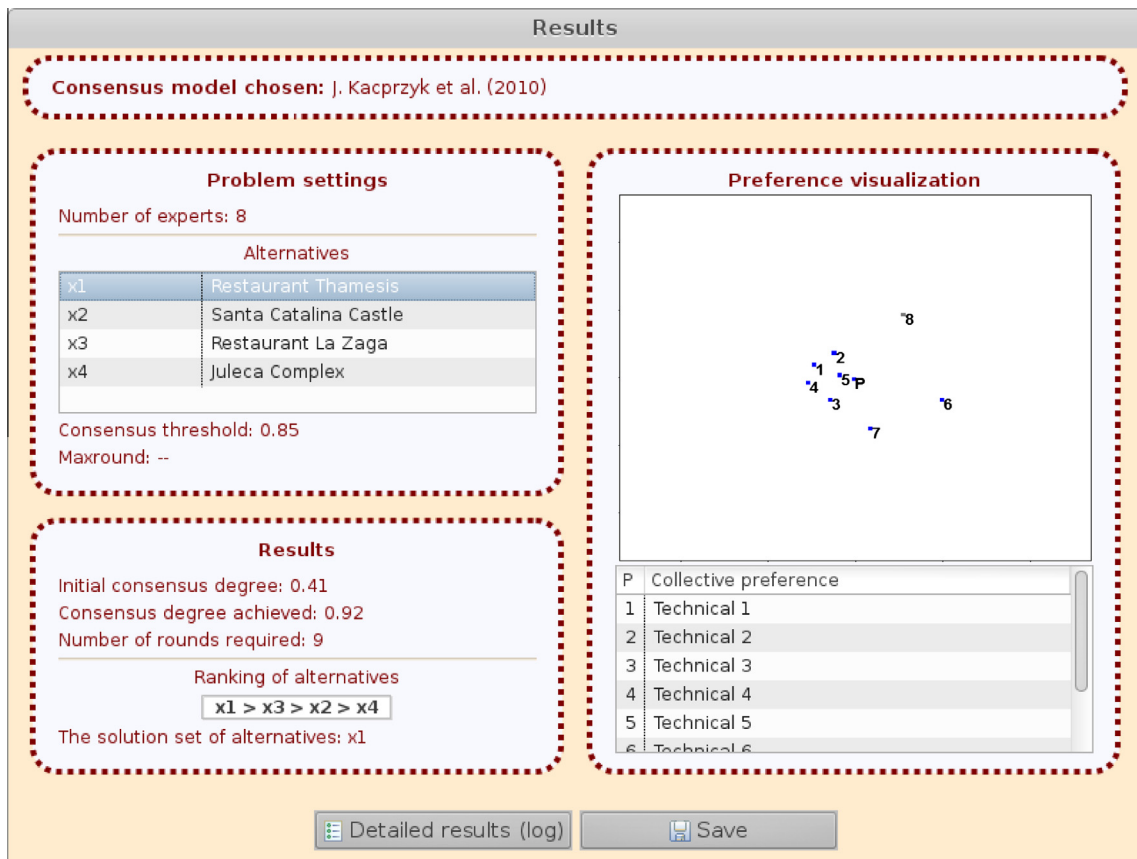 Results
Consensus model chosen: J. Kacprzyk et al. (2010)
Problem settings
Number of experts: 8
Alternatives
x1 Restaurant Thamesis
x2 Santa Catalina Castle
x3 Restaurant La Zaga
x4 Juleca Complex
Consensus threshold: 0.85
Maxround: --
Results
Initial consensus degree: 0.41
Consensus degree achieved: 0.92
Number of rounds required: 9
Ranking of alternatives
x1 > x3 > x2 > x4
The solution set of alternatives: x1
Preference visualization
8
2
1
5 P
4
3
6
7
P Collective preference
1 Technical 1
2 Technical 2
3 Technical 3
4 Technical 4
5 Technical 5
6 Technical 6
Detailed results (log)
Save